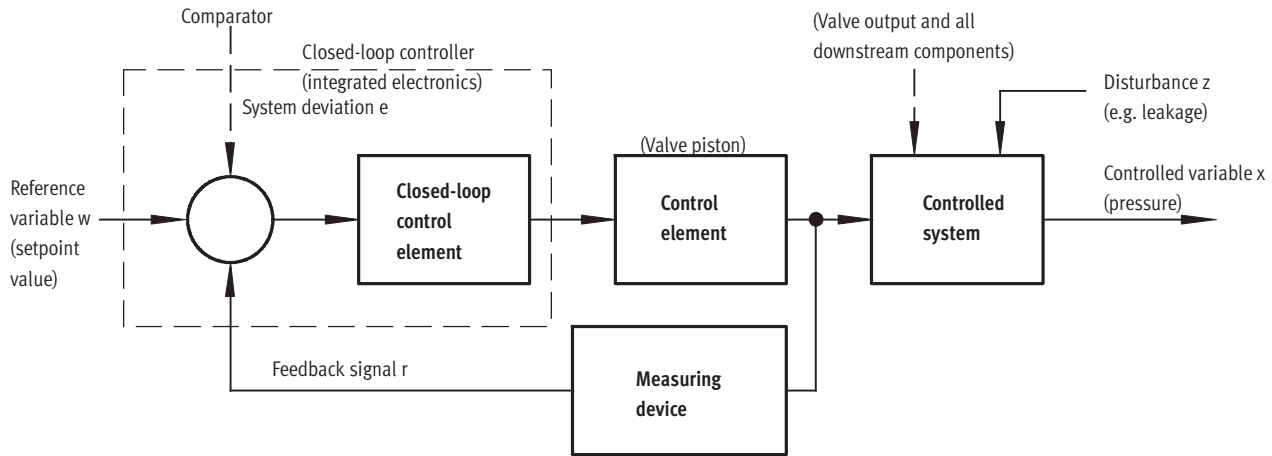 Comparator
Closed-loop controller
(integrated electronics)
System deviation e
(Valve output and all
downstream components)
Disturbance z
(e.g. leakage)
Reference
variable w
(setpoint
value)
Closed-loop
control
element
(Valve piston)
Control
element
Controlled
system
Controlled variable x
(pressure)
Feedback signal r
Measuring
device